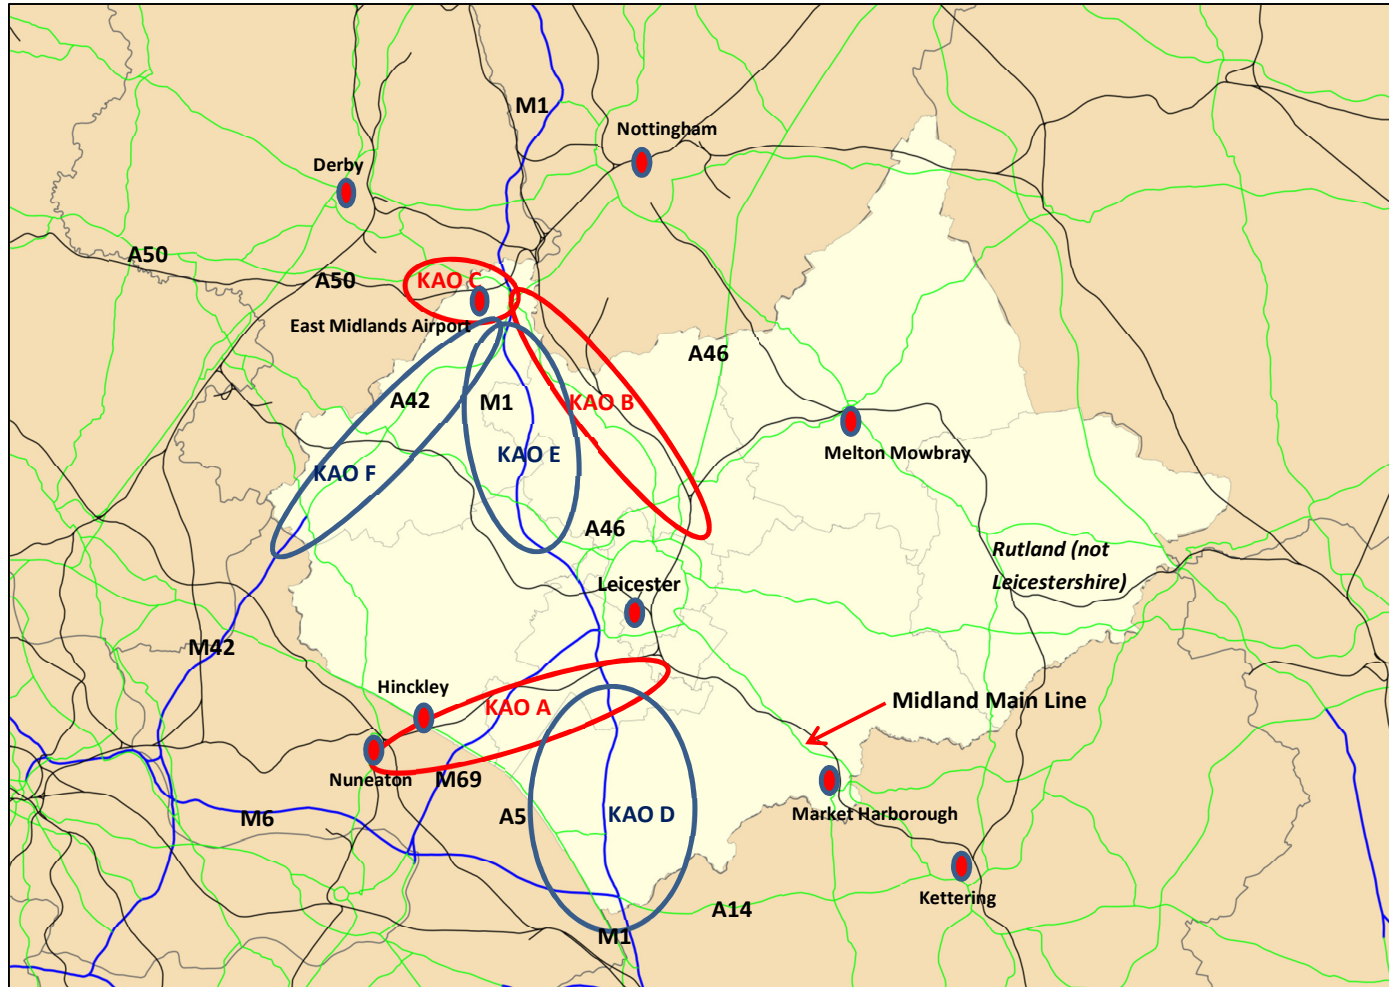 M1
Nottingham
Derby
A50
A50
KAO C
East Midlands Airport
A46
A42
M1
KAO B
KAO F
KAO E
Melton Mowbray
A46
Rutland (not
Leicestershire)
Leicester
M42
Hinckley
KAO A
Midland Main Line
Nuneaton
M69
A5
KAO D
Market Harborough
M6
Kettering
A14
M1